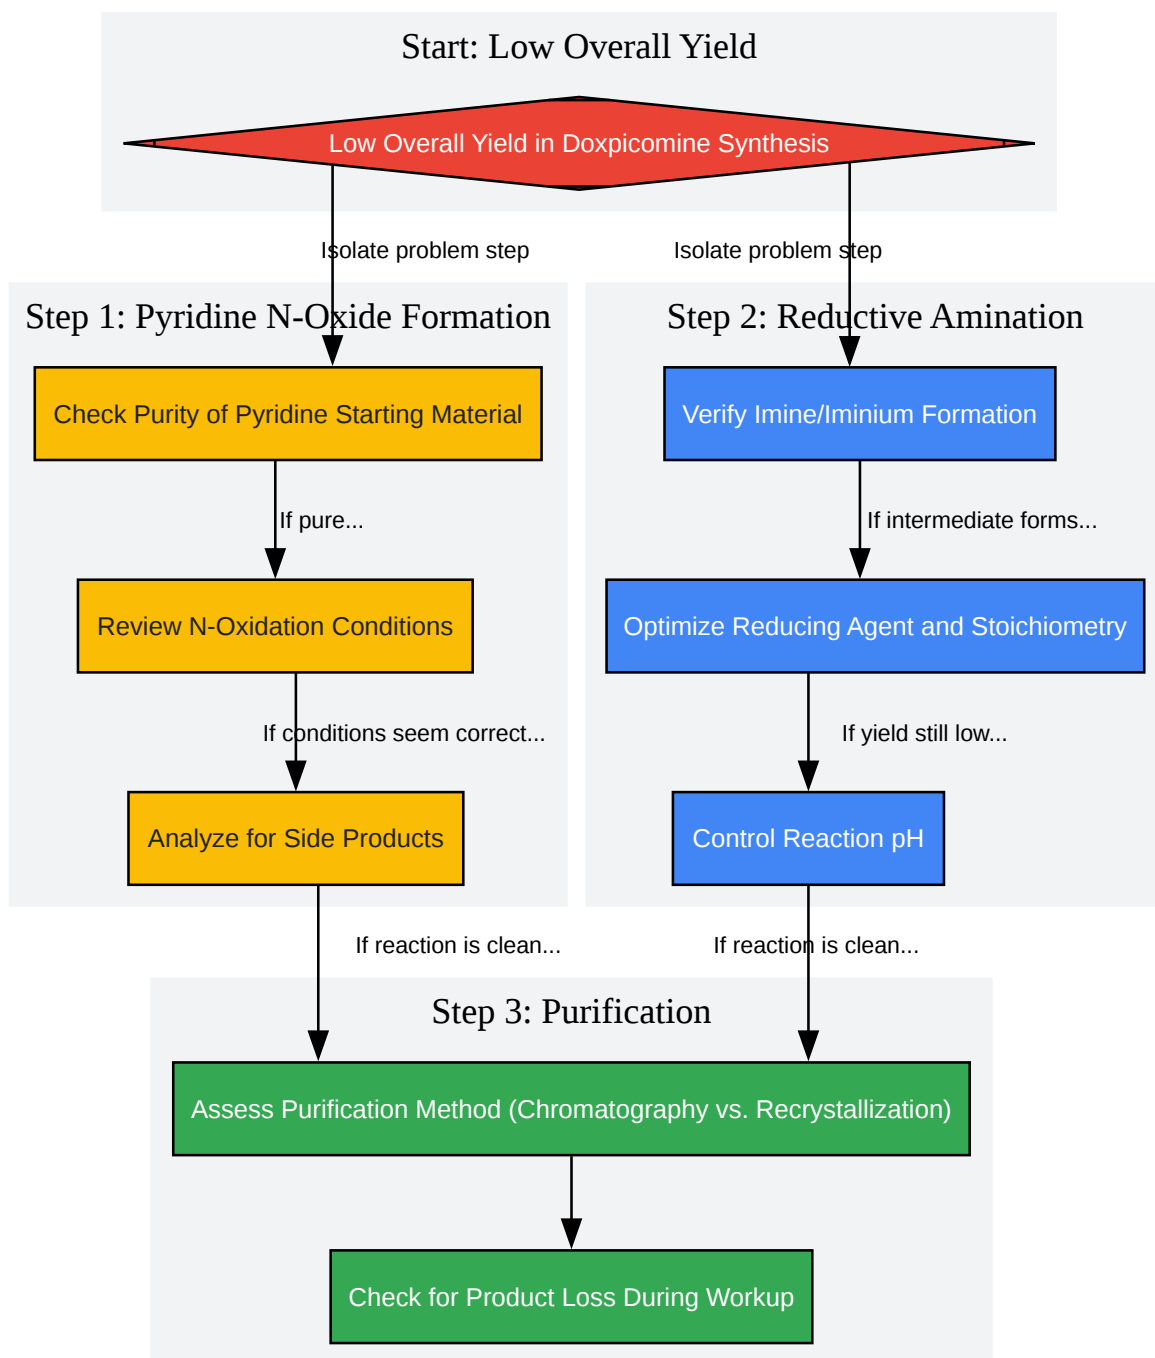 Start: Low Overall Yield
Low Overall Yield in Doxpicomine Synthesis
Isolate problem step
Isolate problem step
Step 1: Pyridine N-Oxide Formation
Check Purity of Pyridine Starting Material
If pure...
Review N-Oxidation Conditions
If conditions seem correct...
Analyze for Side Products
If reaction is clean...
Step 2: Reductive Amination
Verify Imine/Iminium Formation
If intermediate forms...
Optimize Reducing Agent and Stoichiometry
If yield still low...
Control Reaction pH
If reaction is clean...
Step 3: Purification
Assess Purification Method (Chromatography vs. Recrystallization)
Check for Product Loss During Workup